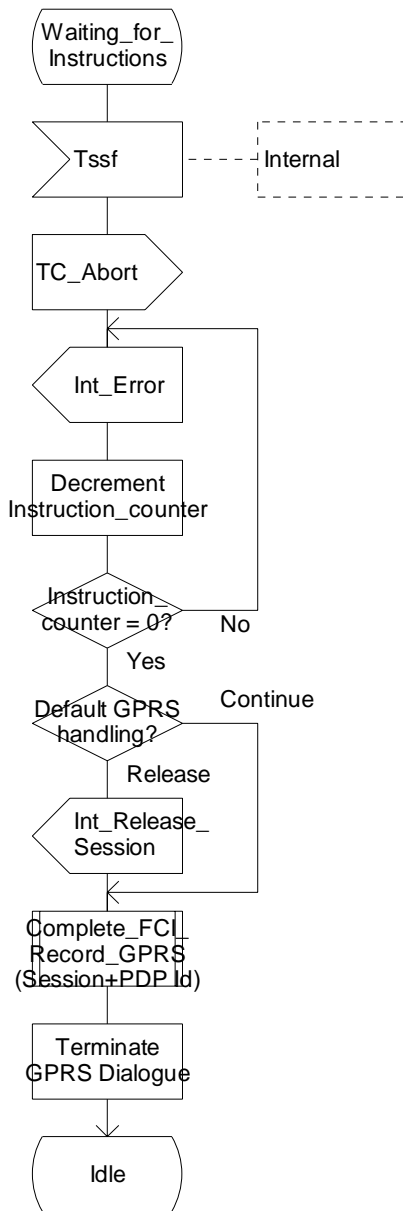 Waiting_for_
Instructions
Tssf
Internal
TC_Abort
Int_Error
Decrement
Instruction_counter
Instruction_
counter = 0?
No
Yes
Default GPRS
handling?
Continue
Release
Int_Release_
Session
Complete_FCI_
Record_GPRS
(Session+PDP Id)
Terminate
GPRS Dialogue
Idle